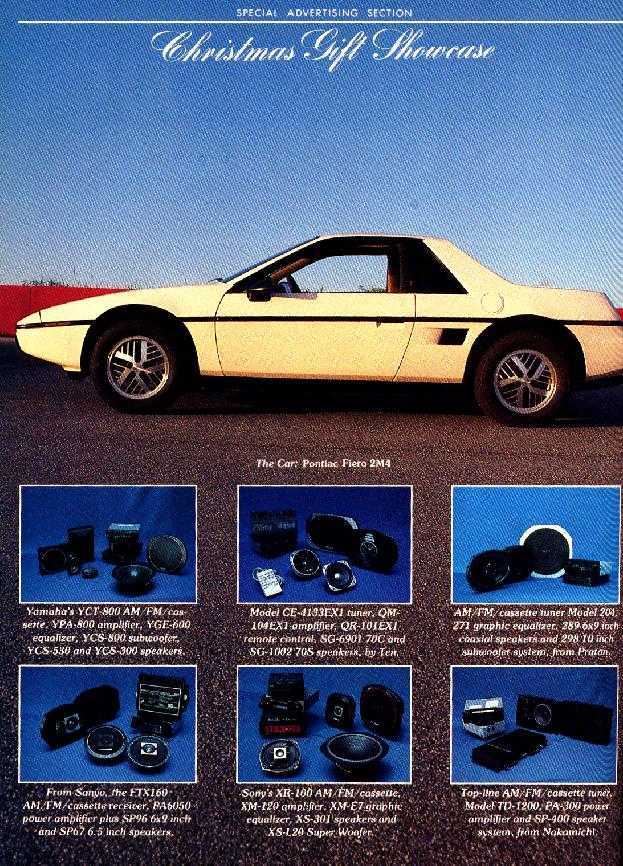 SPECIAL ADVERTISING SECTION
Christmas Gift Showcase
The Car: Pontiac Fiero 2M4
Yamaha's YCT-800 AM/FM/cas-
sette, YPA-800 amplifier, YGE-600
equalizer, YCS-800 subwoofer,
YCS-530 and YCS-300 speakers.
Model CE-4133EX1 tuner, QM-
104EX1 amplifier, QR-101EX1
remote control, SG-6901 70C and
SG-1002 70S speakers, by Ten.
AM/FM/cassette tuner Model 204
271 graphic equalizer, 289 6x9 inch
coaxial speakers and 298 10 inch
subwoofer system, from Proton.
From Sanyo, the FTX160
AM/FM/cassette receiver, PA6050
power amplifier plus SP96 6x9 inch
and SP67 6.5 inch speakers.
Sony's XR-160 AM/FM/cassette,
XM-120 amplifier, XM-E7 graphic
equalizer, XS-301 speakers and
XS-L20 Super Woofer.
Top-line AM/FM/cassette tuner,
Model TD-1200, PA-300 power
amplifier and SP-400 speaker
system, from Nakamichi.